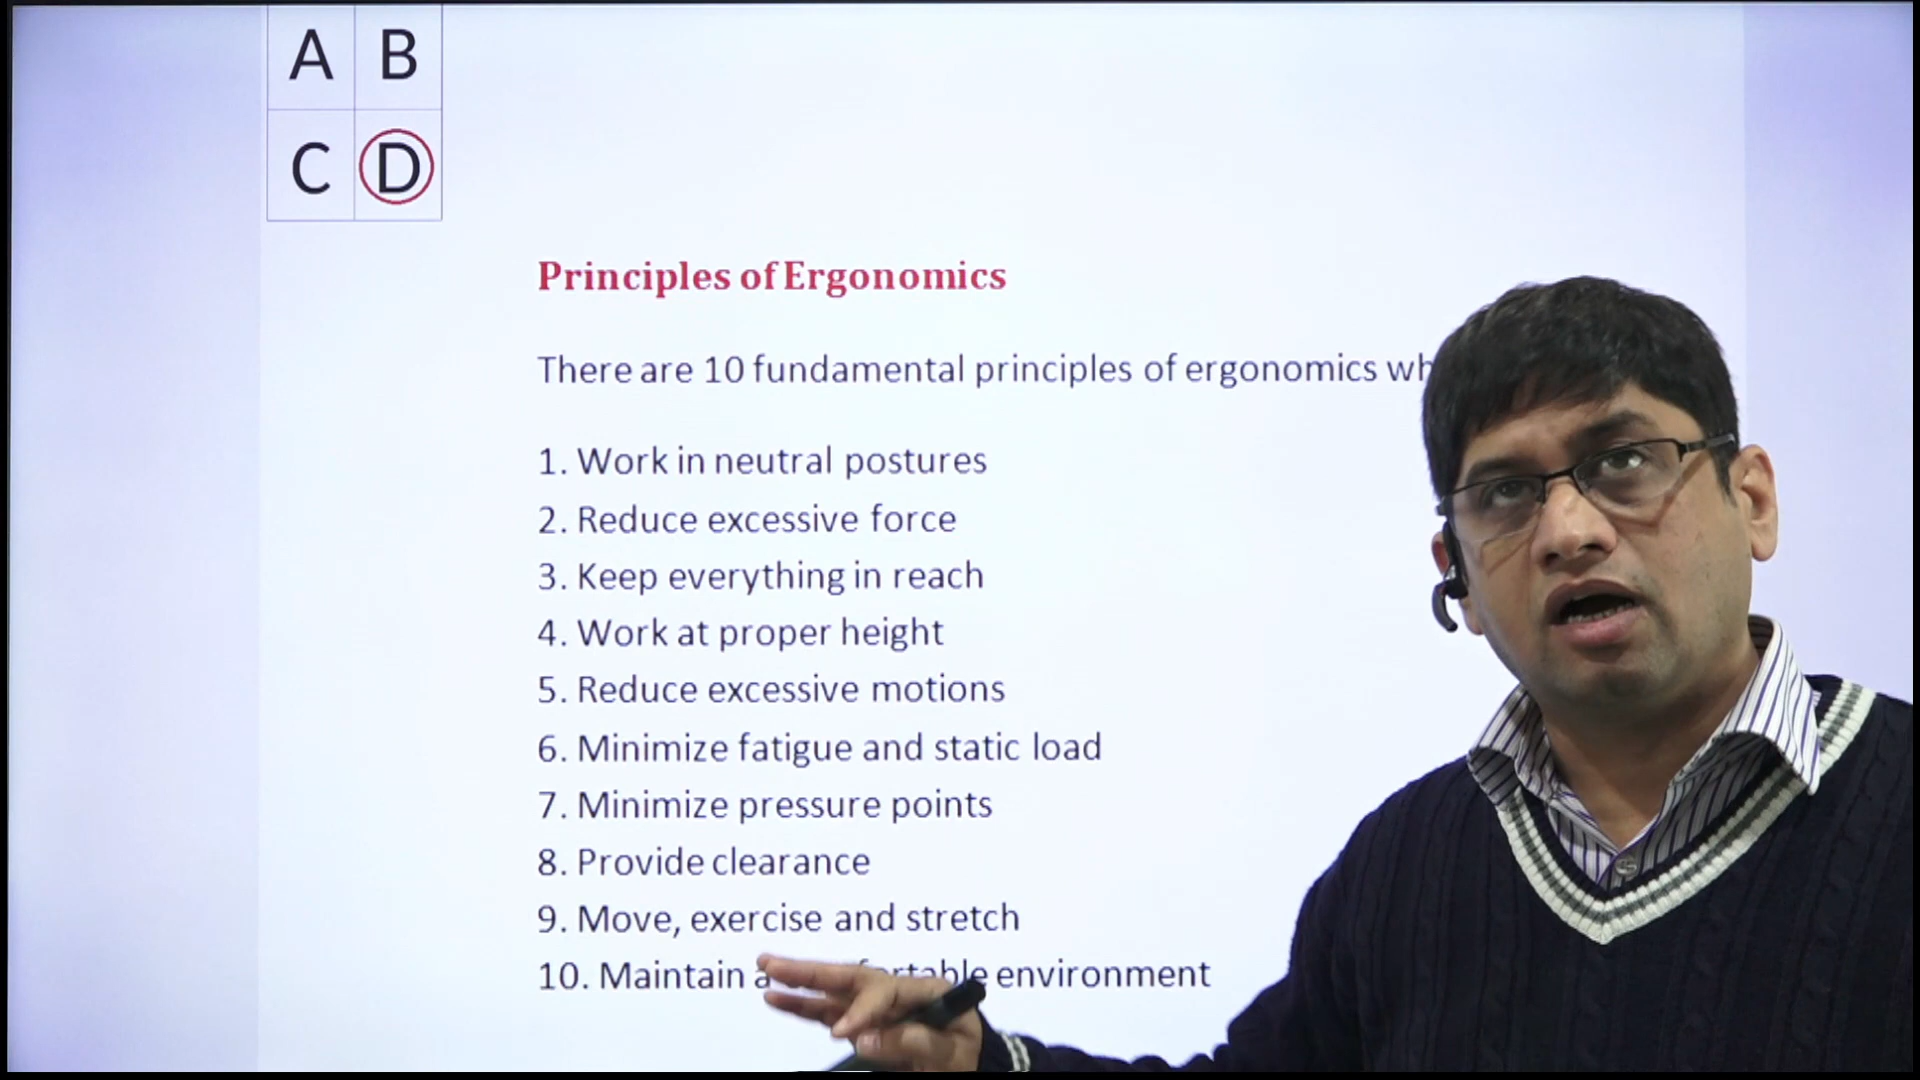 A B
C D
Principles of Ergonomics
There are 10 fundamental principles of ergonomics
1. Work in neutral postures
2. Reduce excessive force
3. Keep everything in reach
4. Work at proper height
5. Reduce excessive motions
6. Minimize fatigue and static load
7. Minimize pressure points
8. Provide clearance
9. Move, exercise and stretch
10. Maintain environment